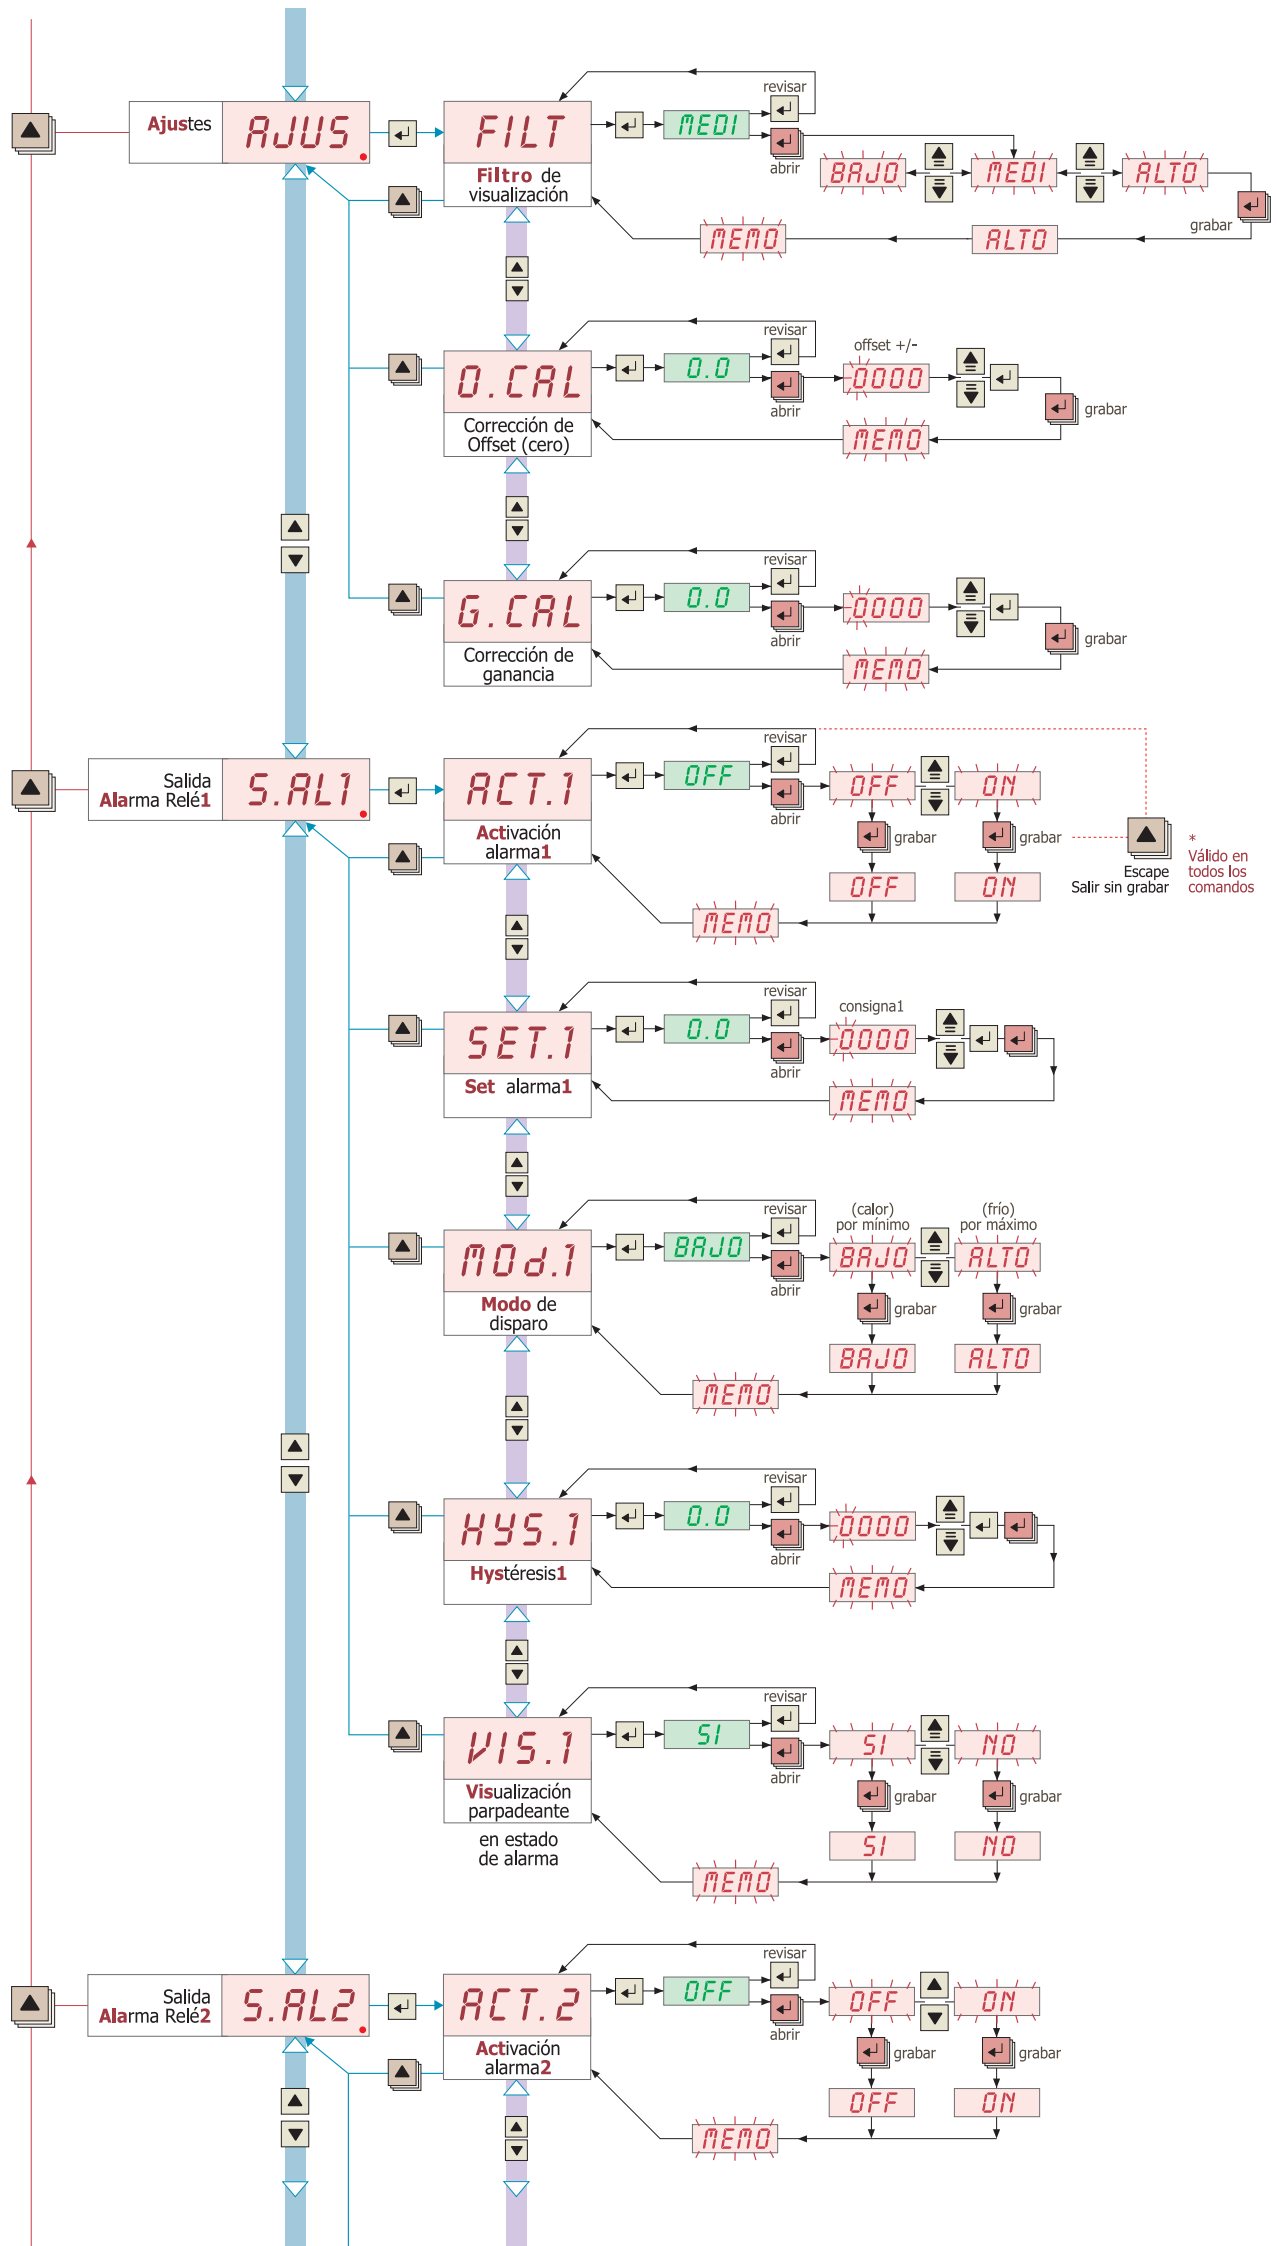 Ajustes
AJUS
FILT
Filtro de
visualización
MEDI
revisar
abrir
BAJO
MEDI
ALTO
grabar
ALTO
MEMO
O.CAL
Corrección de
Offset (cero)
0.0
revisar
abrir
offset +/-
0000
grabar
MEMO
G.CAL
Corrección de
ganancia
0.0
revisar
abrir
0000
grabar
MEMO
Salida
Alarma Relé1
S.AL1
ACT.1
Activación
alarma1
OFF
revisar
abrir
OFF
ON
grabar
grabar
OFF
ON
MEMO
Escape
Salir sin grabar
*
Válido en
todos los
comandos
SET.1
Set alarma1
0.0
revisar
abrir
consigna1
0000
MEMO
MOd.1
Modo de
disparo
BAJO
revisar
abrir
(calor)
por mínimo
(frío)
por máximo
BAJO
ALTO
grabar
grabar
BAJO
ALTO
MEMO
HYS.1
Hystéresis1
0.0
revisar
abrir
0000
MEMO
VIS.1
Visualización
parpadeante
en estado
de alarma
SI
revisar
abrir
SI
NO
grabar
grabar
SI
NO
MEMO
Salida
Alarma Relé2
S.AL2
ACT.2
Activación
alarma2
OFF
revisar
abrir
OFF
ON
grabar
grabar
OFF
ON
MEMO